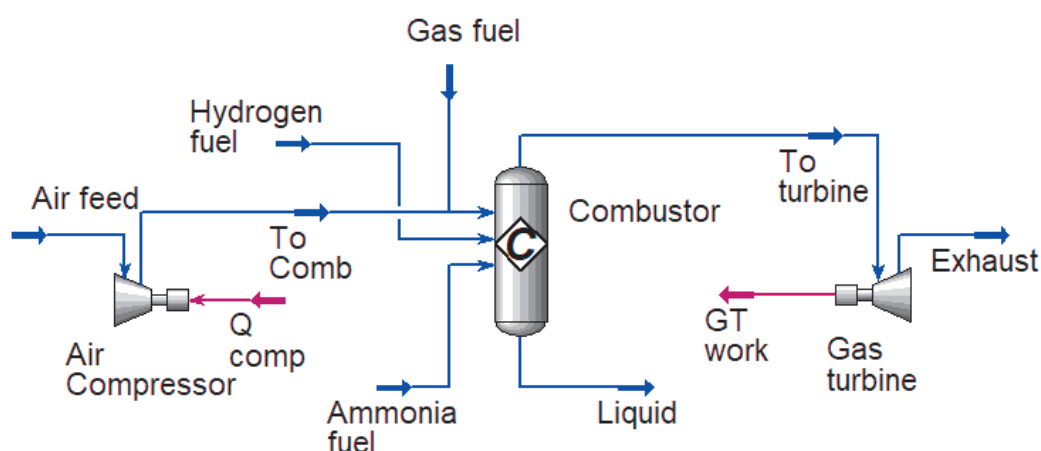 Gas fuel
Hydrogen
fuel
Air feed
To
Comb
Combustor
C
To
turbine
Exhaust
Q
comp
Air
Compressor
GT
work
Gas
turbine
Ammonia
fuel
Liquid